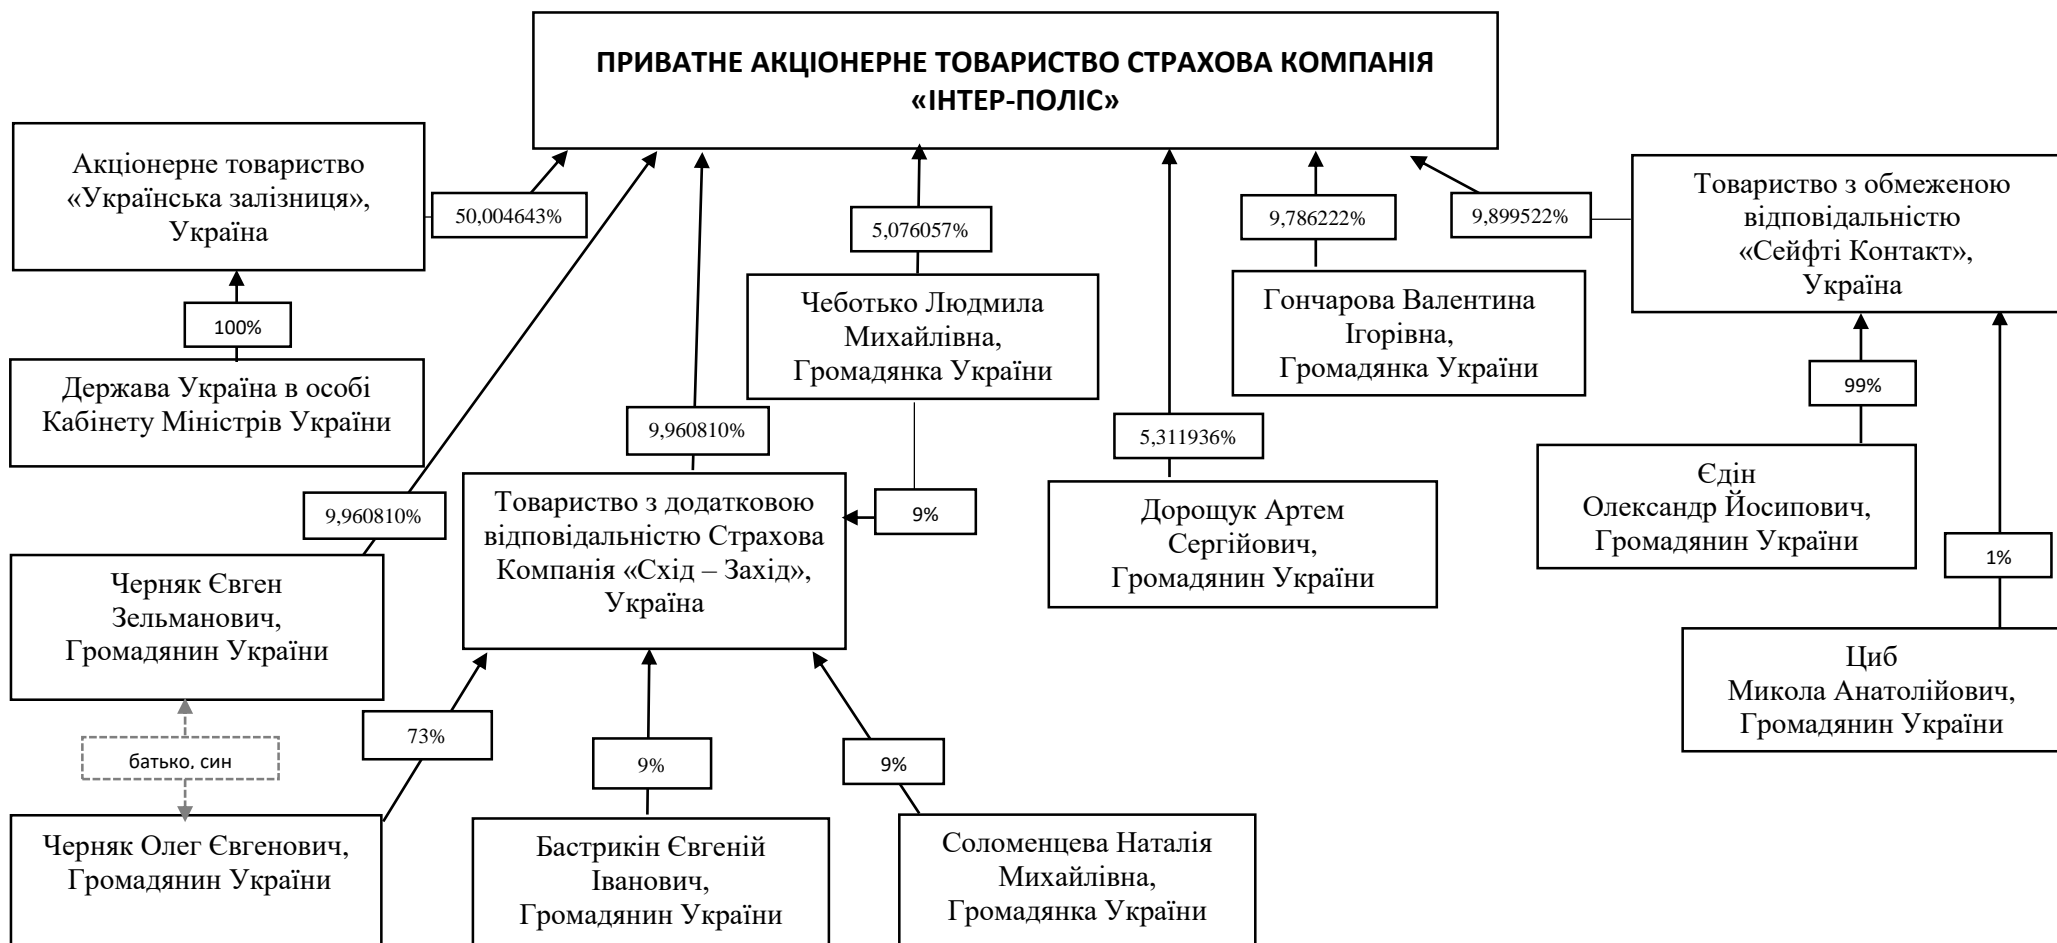 ПРИВАТНЕ АКЦІОНЕРНЕ ТОВАРИСТВО СТРАХОВА КОМПАНІЯ
«ІНТЕР-ПОЛІС»
Акціонерне товариство
«Українська залізниця»,
Україна
50,004643%
5,076057%
9,786222%
9,899522%
Товариство з обмеженою
відповідальністю
«Сейфті Контакт»,
Україна
100%
Держава Україна в особі
Кабінету Міністрів України
Чеботько Людмила
Михайлівна,
Громадянка України
Гончарова Валентина
Ігорівна,
Громадянка України
99%
9,960810%
5,311936%
Єдін
Олександр Йосипович,
Громадянин України
9,960810%
Товариство з додатковою
відповідальністю Страхова
Компанія «Схід – Захід»,
Україна
9%
Дорощук Артем
Сергійович,
Громадянин України
1%
Черняк Євген
Зельманович,
Громадянин України
Циб
Микола Анатолійович,
Громадянин України
батько, син
73%
9%
9%
Черняк Олег Євгенович,
Громадянин України
Бастрикін Євгеній
Іванович,
Громадянин України
Соломенцева Наталія
Михайлівна,
Громадянка України